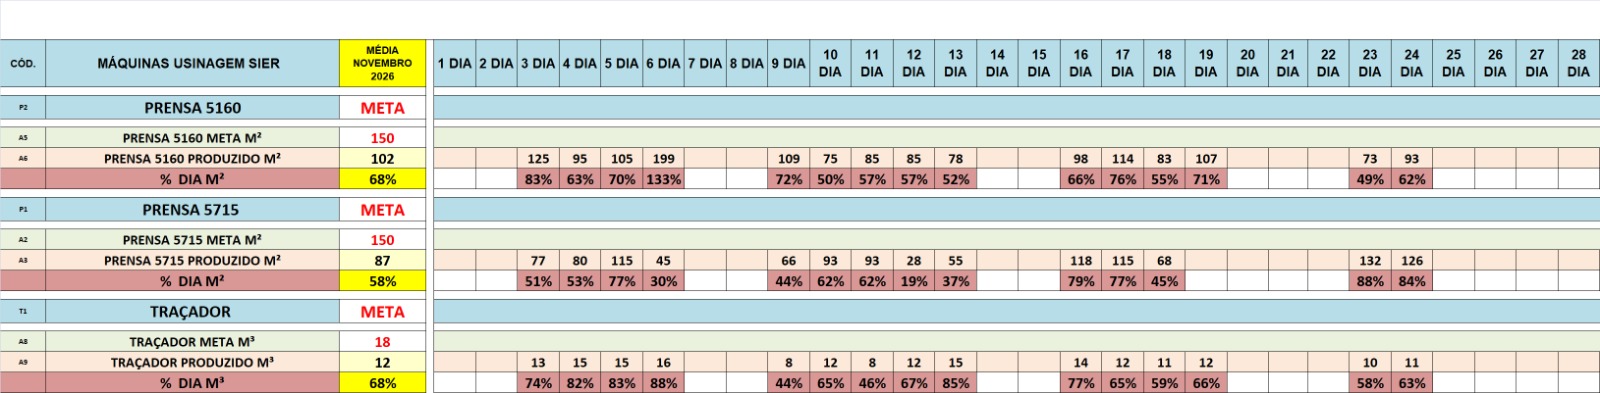 CÓD. MÁQUINAS USINAGEM SIER MÉDIA NOVEMBRO 2026 1 DIA 2 DIA 3 DIA 4 DIA 5 DIA 6 DIA 7 DIA 8 DIA 9 DIA 10 DIA 11 DIA 12 DIA 13 DIA 14 DIA 15 DIA 16 DIA 17 DIA 18 DIA 19 DIA 20 DIA 21 DIA 22 DIA 23 DIA 24 DIA 25 DIA 26 DIA 27 DIA 28 DIA
P2 PRENSA 5160 META
A5 PRENSA 5160 META M² 150
A6 PRENSA 5160 PRODUZIDO M² 102 125 95 105 199 109 75 85 85 78 98 114 83 107 73 93
% DIA M² 68% 83% 63% 70% 133% 72% 50% 57% 57% 52% 66% 76% 55% 71% 49% 62%
P1 PRENSA 5715 META
A2 PRENSA 5715 META M² 150
A3 PRENSA 5715 PRODUZIDO M² 87 77 80 115 45 66 93 93 28 55 118 115 68 132 126
% DIA M² 58% 51% 53% 77% 30% 44% 62% 62% 19% 37% 79% 77% 45% 88% 84%
T1 TRAÇADOR META
A8 TRAÇADOR META M³ 18
A9 TRAÇADOR PRODUZIDO M³ 12 13 15 15 16 8 12 8 12 15 14 12 11 12 10 11
% DIA M³ 68% 74% 82% 83% 88% 44% 65% 46% 67% 85% 77% 65% 59% 66% 58% 63%